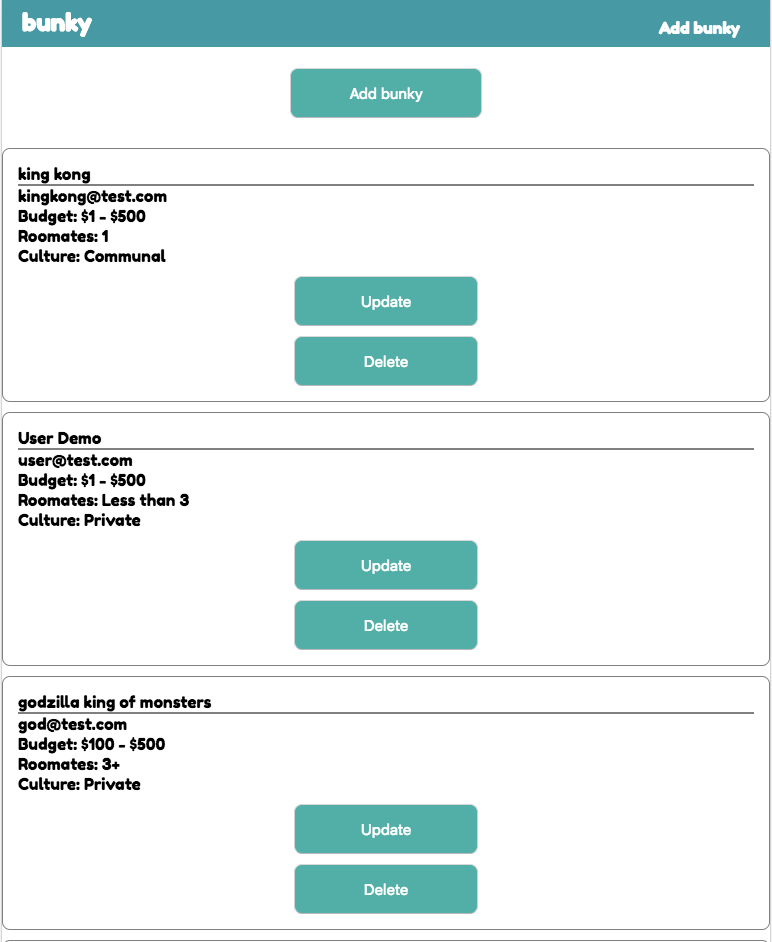 bunky
Add bunky
Add bunky
king kong
kingkong@test.com
Budget: $1 - $500
Roomates: 1
Culture: Communal
Update
Delete
User Demo
user@test.com
Budget: $1 - $500
Roomates: Less than 3
Culture: Private
Update
Delete
godzilla king of monsters
god@test.com
Budget: $100 - $500
Roomates: 3+
Culture: Private
Update
Delete